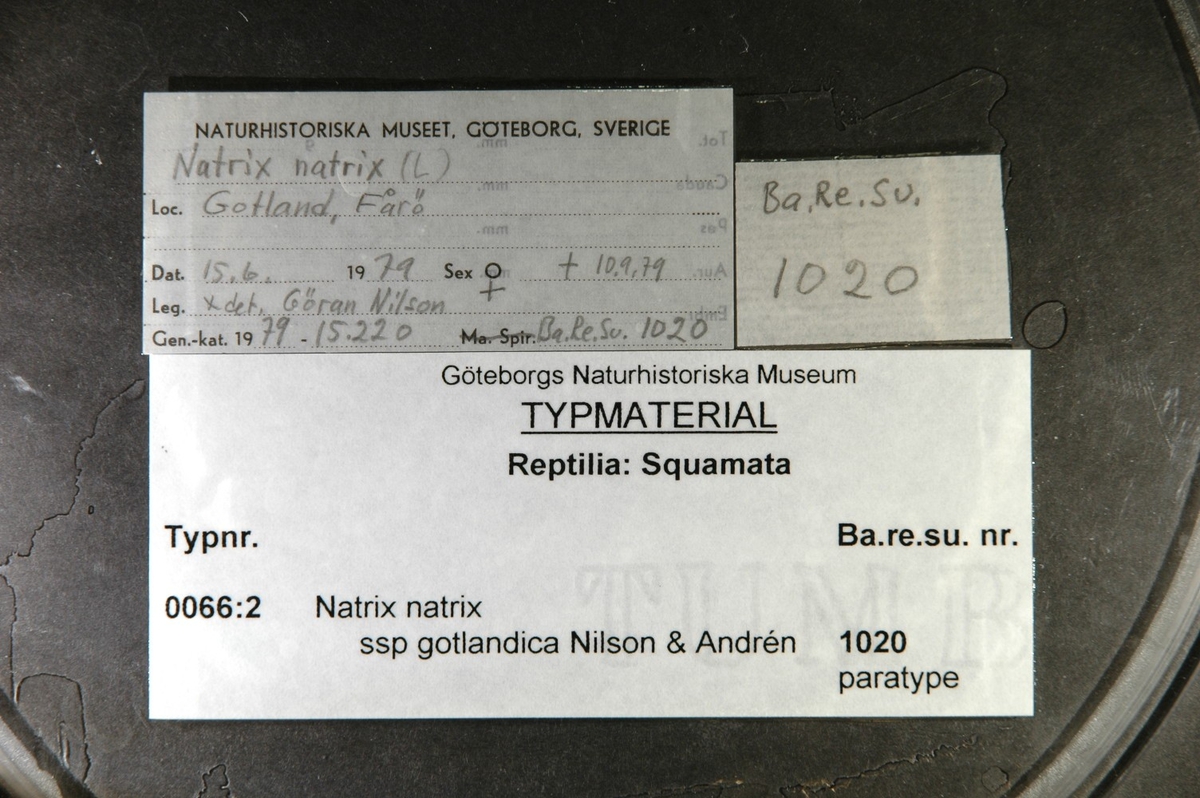 NATURHISTORISKA MUSEET, GÖTEBORG, SVERIGE
Natrix natrix (L)
Loc. Gotland, Fårö
Dat. 15.6. 1979 Sex ♀ † 10.9.79
Leg. x det. Göran Nilson
Gen.-kat. 1979 - 15.220 Ma. Spir. Ba.Re.Su. 1020
Ba.Re.Su.
1020
Göteborgs Naturhistoriska Museum
TYPMATERIAL
Reptilia: Squamata
Typnr. Ba.re.su. nr.
0066:2 Natrix natrix
ssp gotlandica Nilson & Andrén 1020
paratype